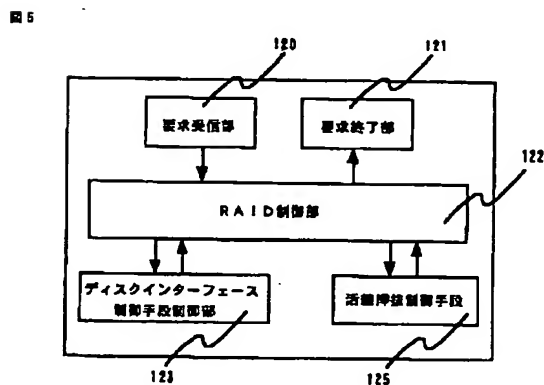 図5
120
121
要求受信部
要求終了部
122
RAID制御部
ディスクインターフェース
制御手段制御部
活線挿抜制御手段
123
125